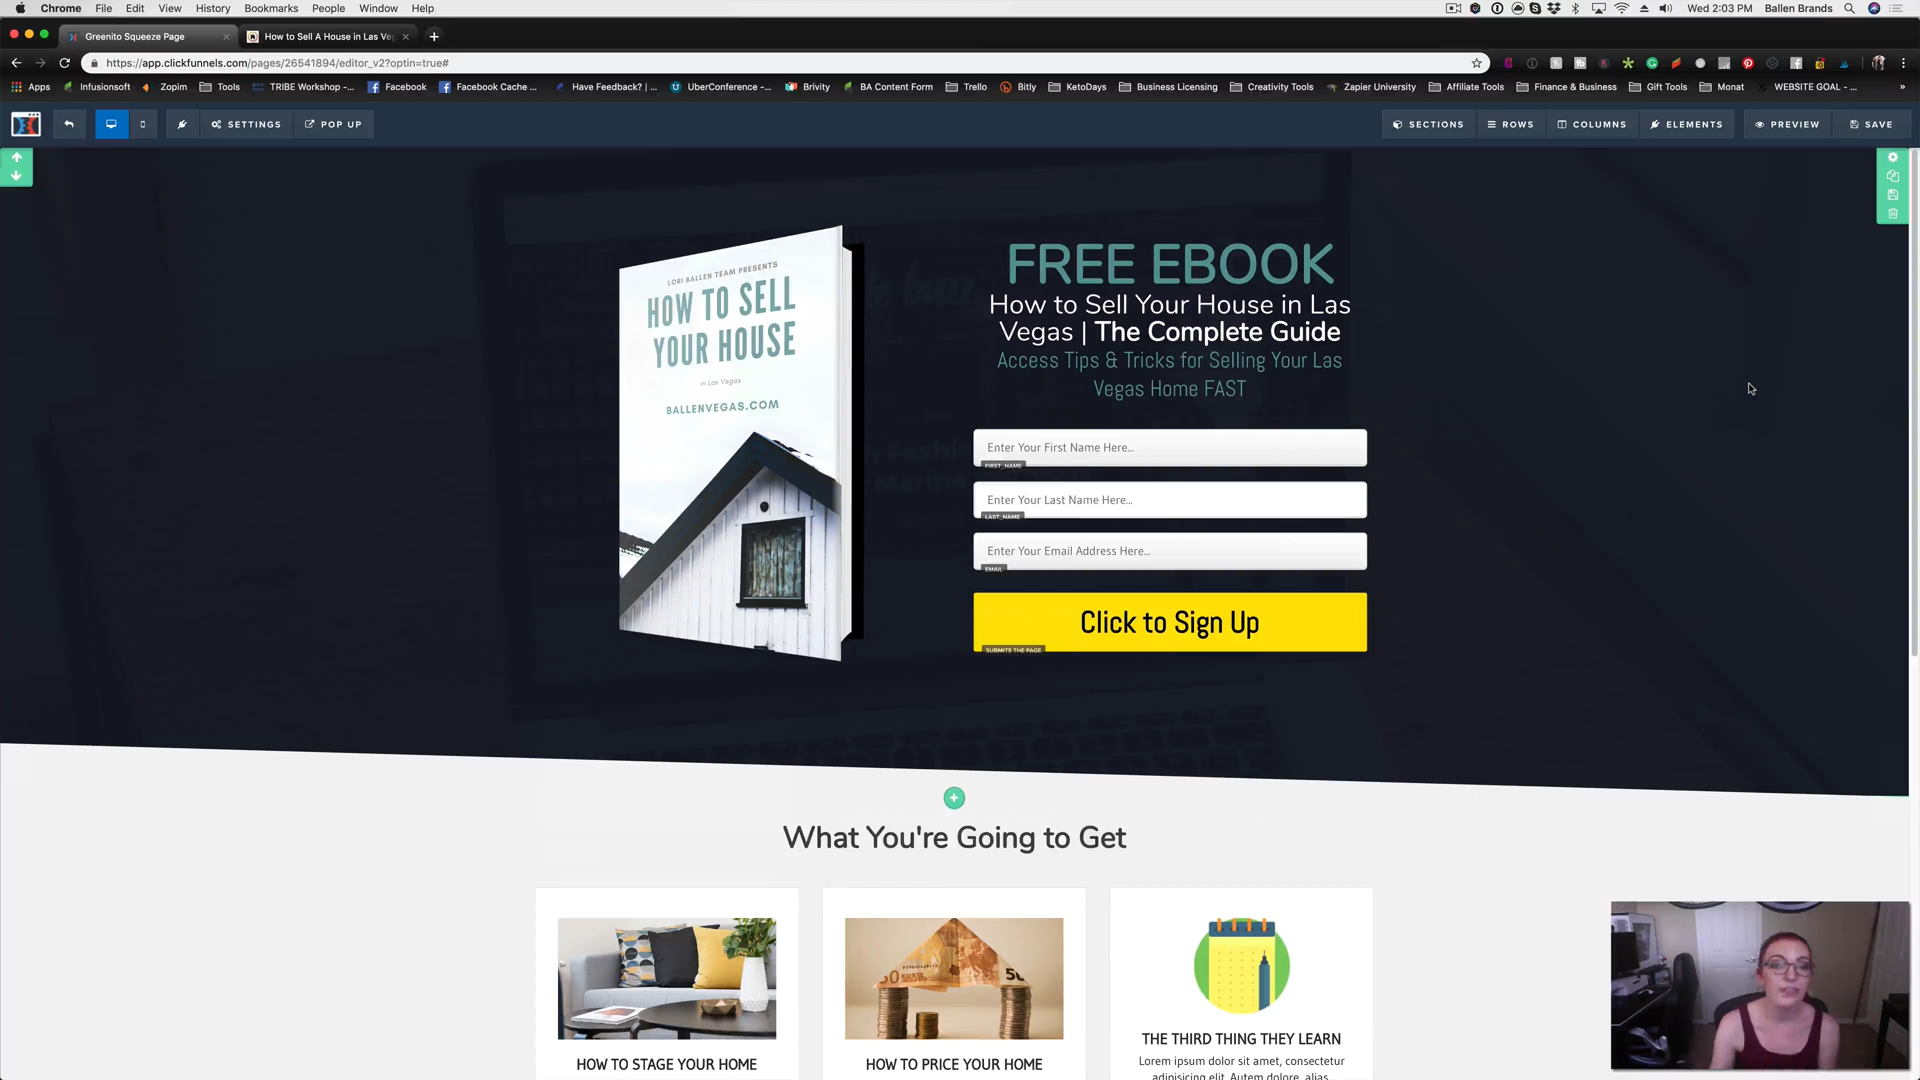 Chrome File Edit View History Bookmarks People Window Help
Wed 2:03 PM Ballen Brands
Greenito Squeeze Page
How to Sell A House in Las Ve
https://app.clickfunnels.com/pages/26541894/editor_v2?optin=true#
Apps Infusionsoft Zopim Tools TRIBE Workshop -... Facebook Facebook Cache ... Have Feedback? | ... UberConference -... Brivity BA Content Form Trello Bitly KetoDays Business Licensing Creativity Tools Zapier University Affiliate Tools Finance & Business Gift Tools Monat WEBSITE GOAL - ... »
SETTINGS POP UP SECTIONS ROWS COLUMNS ELEMENTS PREVIEW SAVE
LORI BALLEN TEAM PRESENTS
HOW TO SELL
YOUR HOUSE
in Las Vegas
BALLENVEGAS.COM
FREE EBOOK
How to Sell Your House in Las
Vegas | The Complete Guide
Access Tips & Tricks for Selling Your Las
Vegas Home FAST
Enter Your First Name Here...
FIRST_NAME
Enter Your Last Name Here...
LAST_NAME
Enter Your Email Address Here...
EMAIL
Click to Sign Up
SUBMITS THE PAGE
What You're Going to Get
HOW TO STAGE YOUR HOME
HOW TO PRICE YOUR HOME
THE THIRD THING THEY LEARN
Lorem ipsum dolor sit amet, consectetur
adipisicing elit. Autem dolore, alias